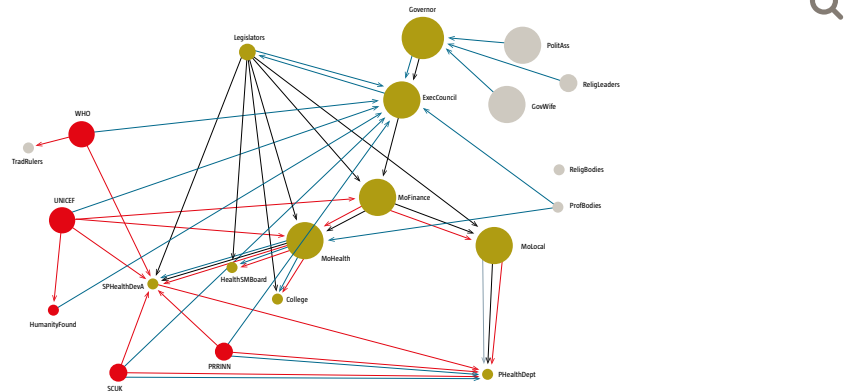 Governor
Legislators
PolitAss
ReligLeaders
ExecCouncil
GovWife
WHO
TradRulers
ReligBodies
UNICEF
MoFinance
ProfBodies
MoLocal
MoHealth
HealthSMBoard
SPHealthDevA
College
HumanityFound
PRRINN
PHealthDept
SCUK